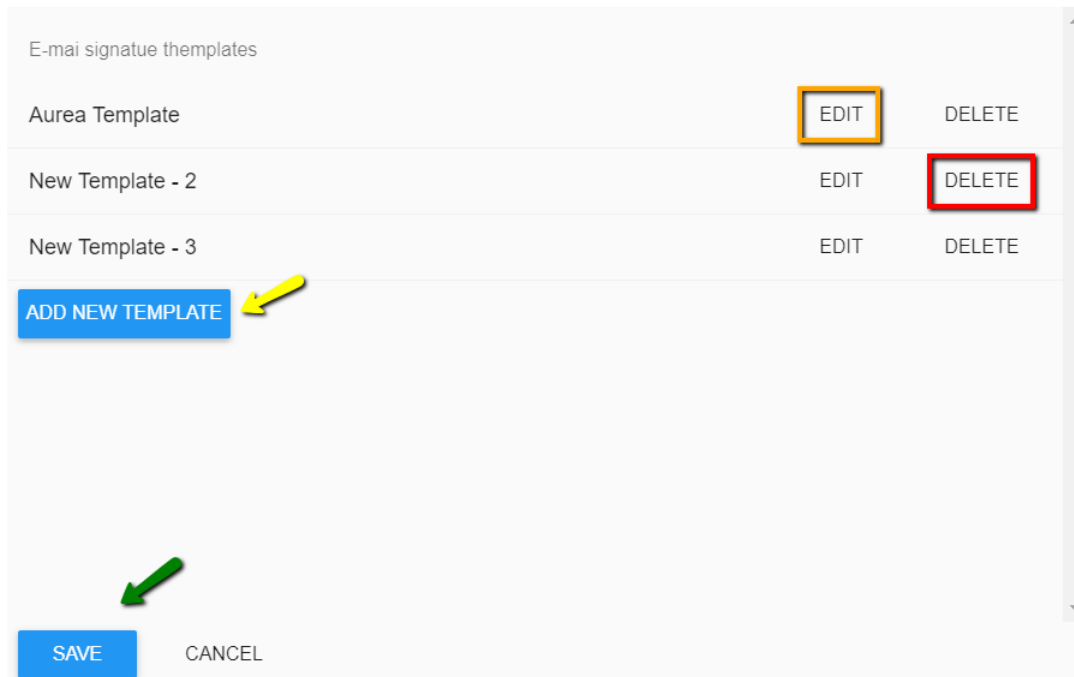 E-mai signatue themplates
Aurea Template EDIT DELETE
New Template - 2 EDIT DELETE
New Template - 3 EDIT DELETE
ADD NEW TEMPLATE
SAVE CANCEL